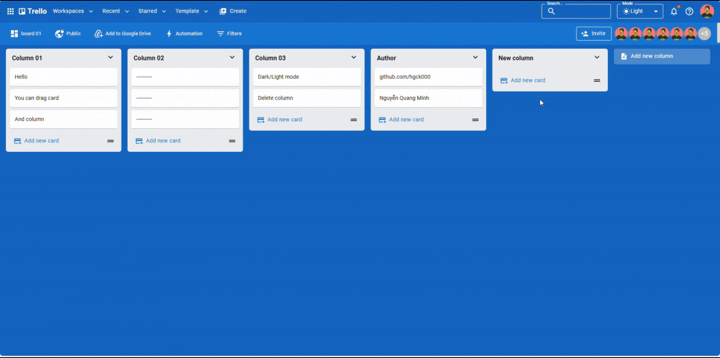 Trello Workspaces Recent Starred Template Create Search... Mode Light
board 01 Public Add to Google Drive Automation Filters Invite +5
Column 01
Hello
You can drag card
And column
Add new card
Column 02
Add new card
Column 03
Dark/Light mode
Delete column
Add new card
Author
github.com/hgck000
Nguyễn Quang Minh
Add new card
New column
Add new card
Add new column